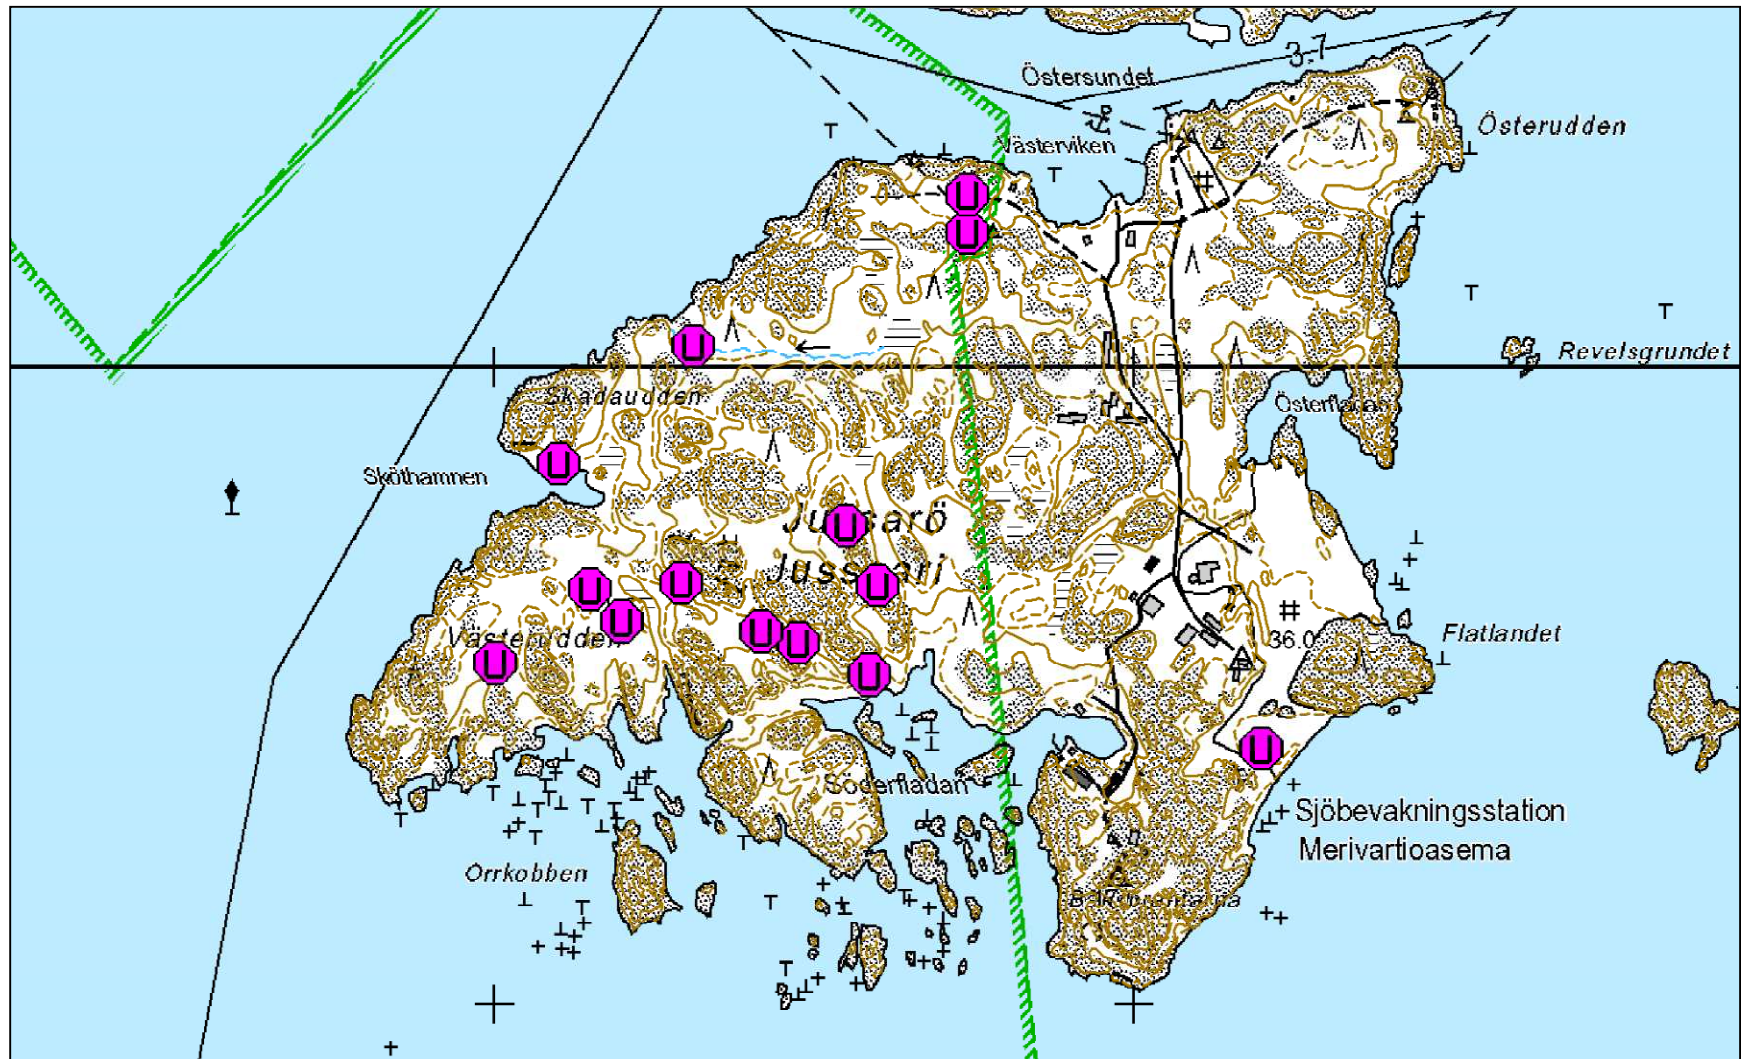 3.7
Östersundet
Österudden
Västerviken
U
U
U
Revelsgrundet
Skadaudden
Österfladan
Sköthamnen
U
U
Jussarö
Jussaari
U
U
U
U
36.0
Flatlandet
Västerudden
U
U
U
U
U
Söderfladan
Sjöbevakningsstation
Merivartioasema
Orrkobben